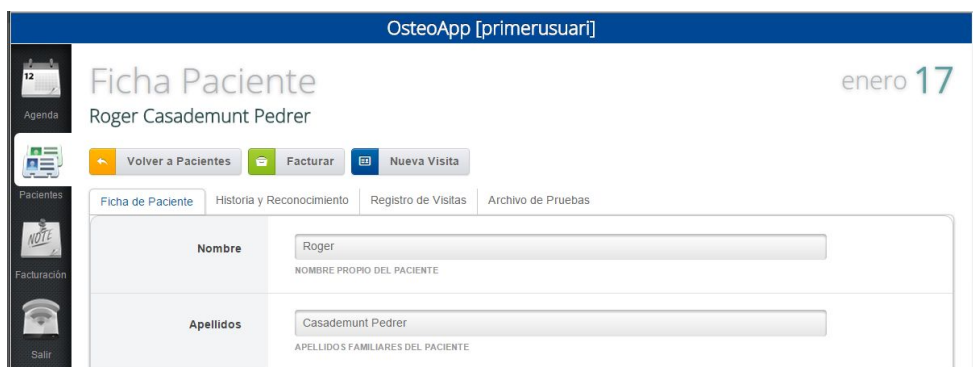 OsteoApp [primerusuari]
12
Agenda
Pacientes
NOTE
Facturación
Salir
Ficha Paciente
enero 17
Roger Casademunt Pedrer
Volver a Pacientes Facturar Nueva Visita
Ficha de Paciente Historia y Reconocimiento Registro de Visitas Archivo de Pruebas
Nombre Roger
NOMBRE PROPIO DEL PACIENTE
Apellidos Casademunt Pedrer
APELLIDOS FAMILIARES DEL PACIENTE